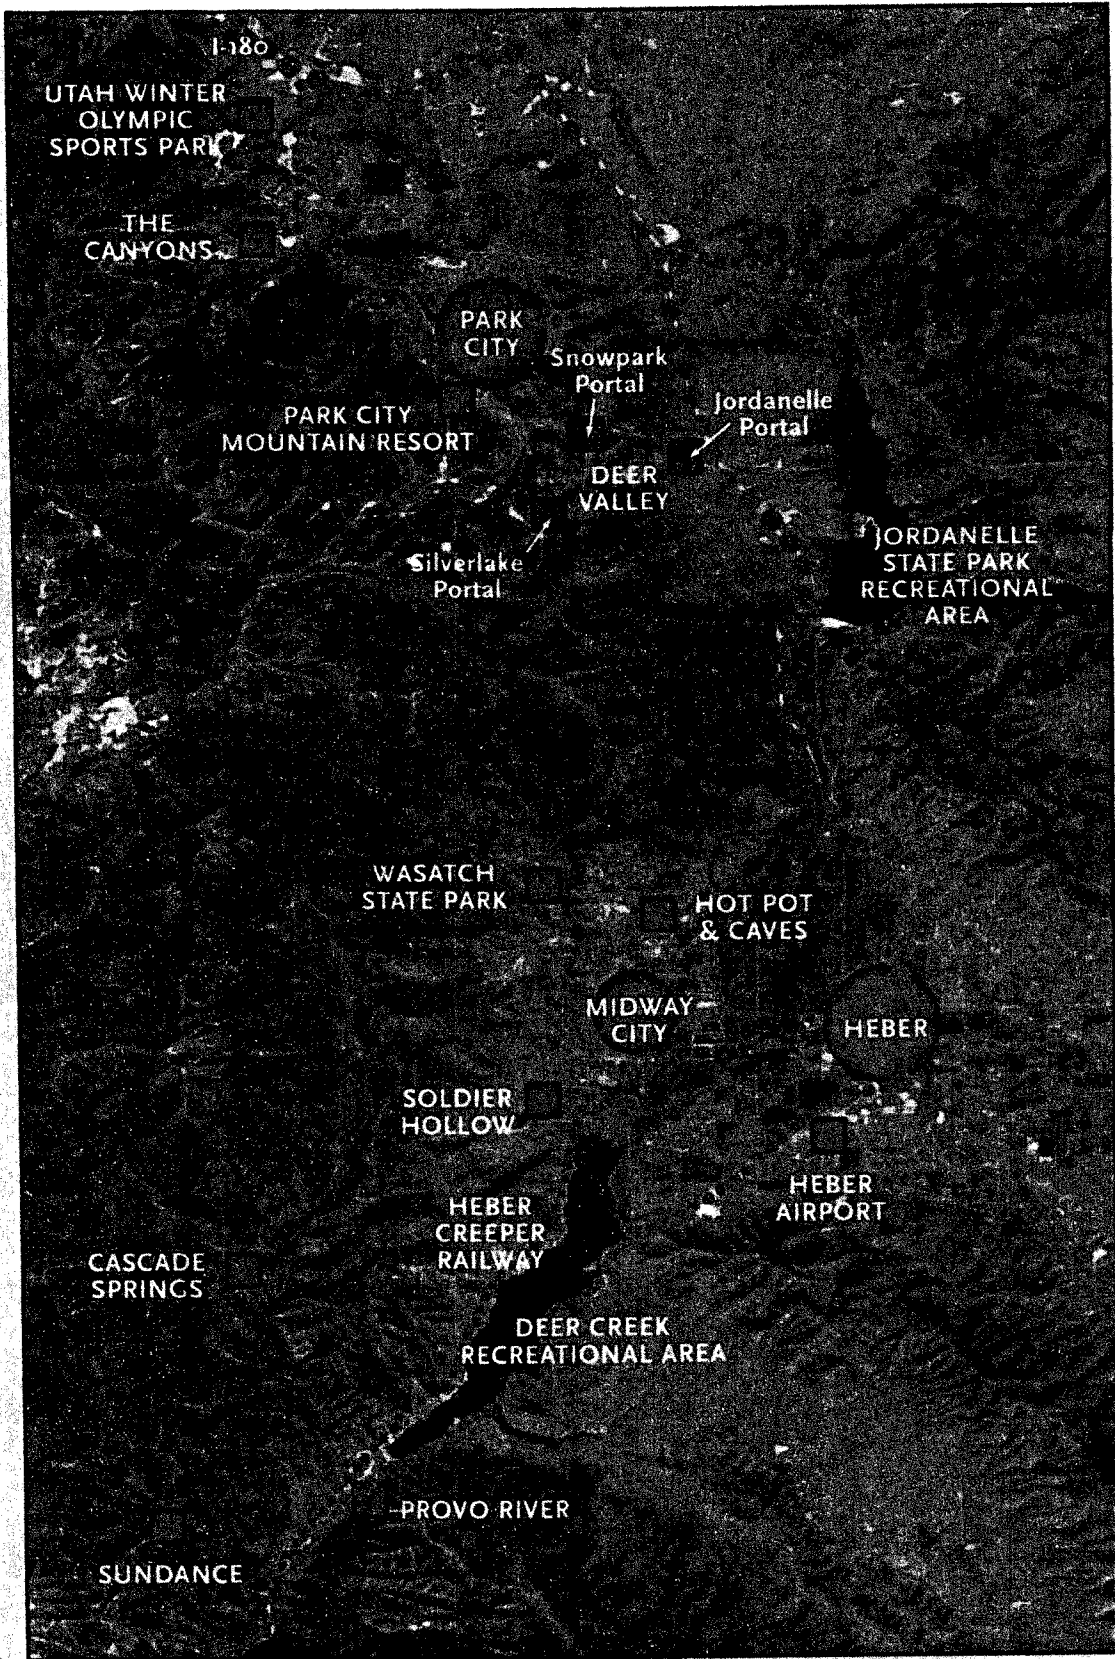 I-180
UTAH WINTER
OLYMPIC
SPORTS PARK
THE
CANYONS
PARK
CITY
Snowpark
Portal
Jordanelle
Portal
PARK CITY
MOUNTAIN RESORT
DEER
VALLEY
Silverlake
Portal
JORDANELLE
STATE PARK
RECREATIONAL
AREA
WASATCH
STATE PARK
HOT POT
& CAVES
MIDWAY
CITY
HEBER
SOLDIER
HOLLOW
HEBER
AIRPORT
HEBER
CREEPER
RAILWAY
CASCADE
SPRINGS
DEER CREEK
RECREATIONAL AREA
PROVO RIVER
SUNDANCE